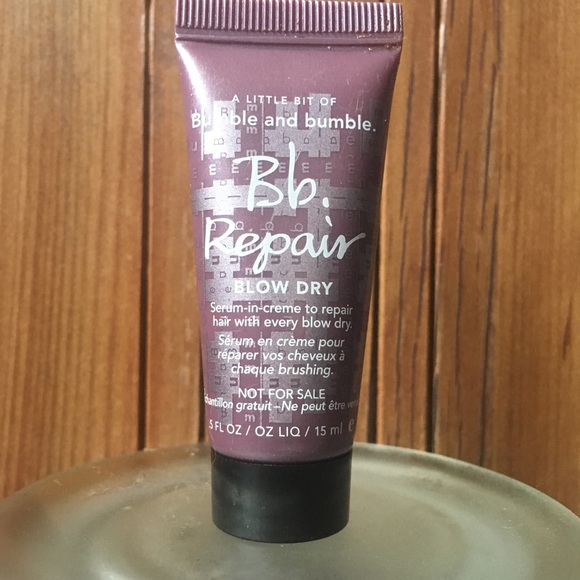 A LITTLE BIT OF
Bumble and bumble.
Bb.
Repair
BLOW DRY
Serum-in-creme to repair
hair with every blow dry.
Sérum en crème pour
réparer vos cheveux à
chaque brushing.
NOT FOR SALE
gratuit – Ne peut être
.5 FL OZ / OZ LIQ / 15 ml e